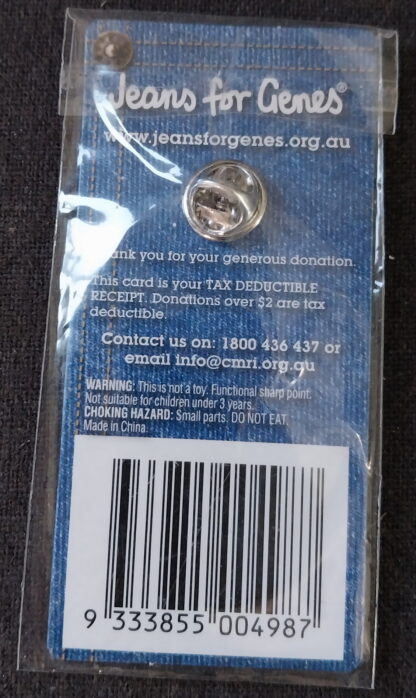 Jeans for Genes®
www.jeansforgenes.org.au
ank you for your generous donation.
This card is your TAX DEDUCTIBLE
RECEIPT. Donations over $2 are tax
deductible.
Contact us on: 1800 436 437 or
email info@cmri.org.au
WARNING: This is not a toy. Functional sharp point.
Not suitable for children under 3 years.
CHOKING HAZARD: Small parts. DO NOT EAT.
Made in China.
9 333855 004987